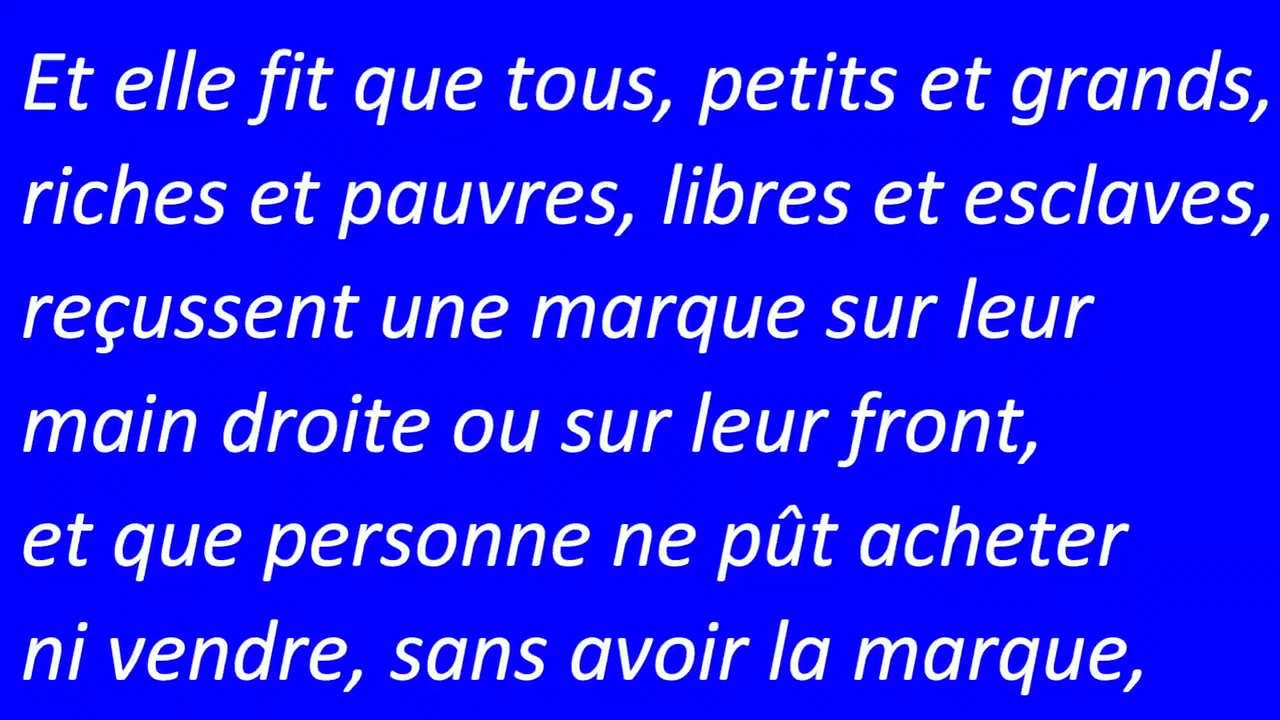 Et elle fit que tous, petits et grands,
riches et pauvres, libres et esclaves,
reçussent une marque sur leur
main droite ou sur leur front,
et que personne ne pût acheter
ni vendre, sans avoir la marque,